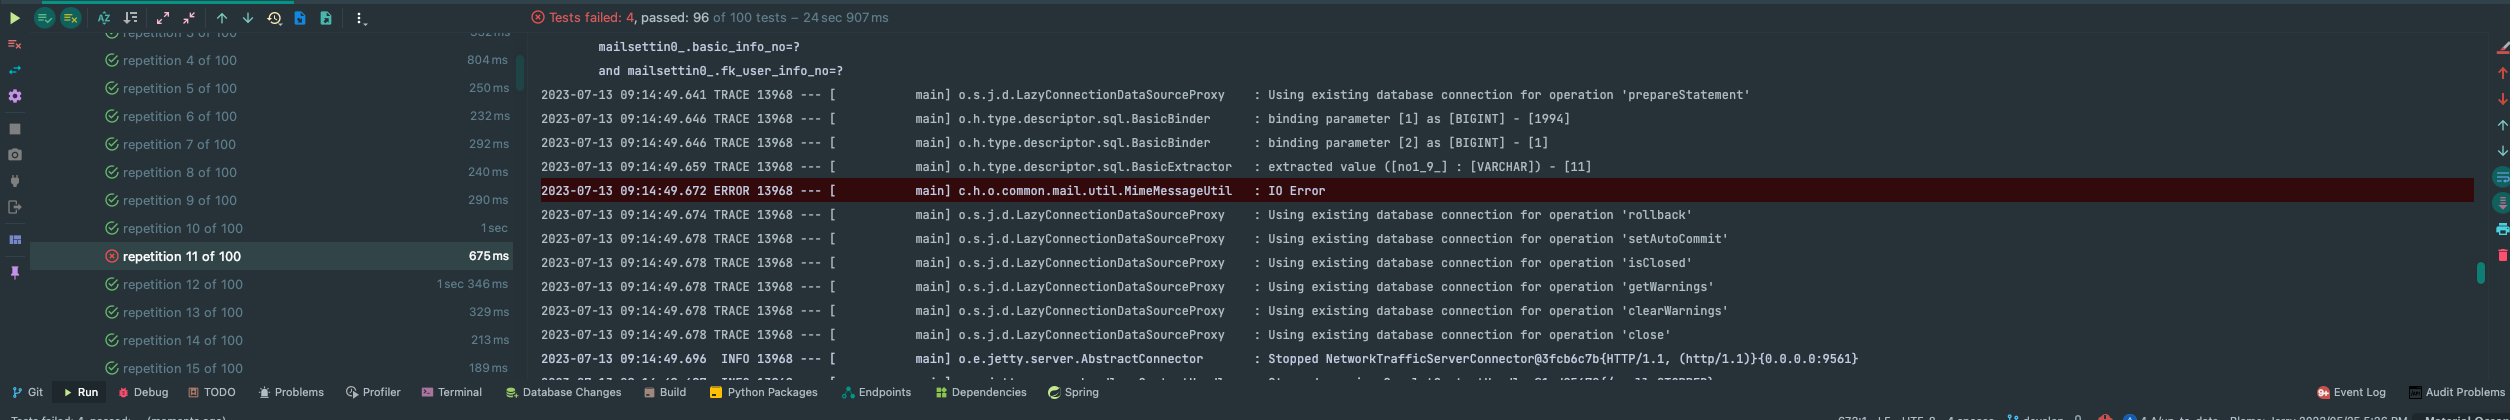 Tests failed: 4, passed: 96 of 100 tests – 24 sec 907 ms
repetition 3 of 100
repetition 4 of 100 804 ms
repetition 5 of 100 250 ms
repetition 6 of 100 232 ms
repetition 7 of 100 292 ms
repetition 8 of 100 240 ms
repetition 9 of 100 290 ms
repetition 10 of 100 1 sec
repetition 11 of 100 675 ms
repetition 12 of 100 1 sec 346 ms
repetition 13 of 100 329 ms
repetition 14 of 100 213 ms
repetition 15 of 100 189 ms
mailsettin0_.basic_info_no=?
and mailsettin0_.fk_user_info_no=?
2023-07-13 09:14:49.641 TRACE 13968 --- [           main] o.s.j.d.LazyConnectionDataSourceProxy    : Using existing database connection for operation 'prepareStatement'
2023-07-13 09:14:49.646 TRACE 13968 --- [           main] o.h.type.descriptor.sql.BasicBinder      : binding parameter [1] as [BIGINT] - [1994]
2023-07-13 09:14:49.646 TRACE 13968 --- [           main] o.h.type.descriptor.sql.BasicBinder      : binding parameter [2] as [BIGINT] - [1]
2023-07-13 09:14:49.659 TRACE 13968 --- [           main] o.h.type.descriptor.sql.BasicExtractor   : extracted value ([no1_9_] : [VARCHAR]) - [11]
2023-07-13 09:14:49.672 ERROR 13968 --- [           main] c.h.o.common.mail.util.MimeMessageUtil   : IO Error
2023-07-13 09:14:49.674 TRACE 13968 --- [           main] o.s.j.d.LazyConnectionDataSourceProxy    : Using existing database connection for operation 'rollback'
2023-07-13 09:14:49.678 TRACE 13968 --- [           main] o.s.j.d.LazyConnectionDataSourceProxy    : Using existing database connection for operation 'setAutoCommit'
2023-07-13 09:14:49.678 TRACE 13968 --- [           main] o.s.j.d.LazyConnectionDataSourceProxy    : Using existing database connection for operation 'isClosed'
2023-07-13 09:14:49.678 TRACE 13968 --- [           main] o.s.j.d.LazyConnectionDataSourceProxy    : Using existing database connection for operation 'getWarnings'
2023-07-13 09:14:49.678 TRACE 13968 --- [           main] o.s.j.d.LazyConnectionDataSourceProxy    : Using existing database connection for operation 'clearWarnings'
2023-07-13 09:14:49.678 TRACE 13968 --- [           main] o.s.j.d.LazyConnectionDataSourceProxy    : Using existing database connection for operation 'close'
2023-07-13 09:14:49.696  INFO 13968 --- [           main] o.e.jetty.server.AbstractConnector       : Stopped NetworkTrafficServerConnector@3fcb6c7b{HTTP/1.1, (http/1.1)}{0.0.0.0:9561}
Git Run Debug TODO Problems Profiler Terminal Database Changes Build Python Packages Endpoints Dependencies Spring 9+ Event Log Audit Problems